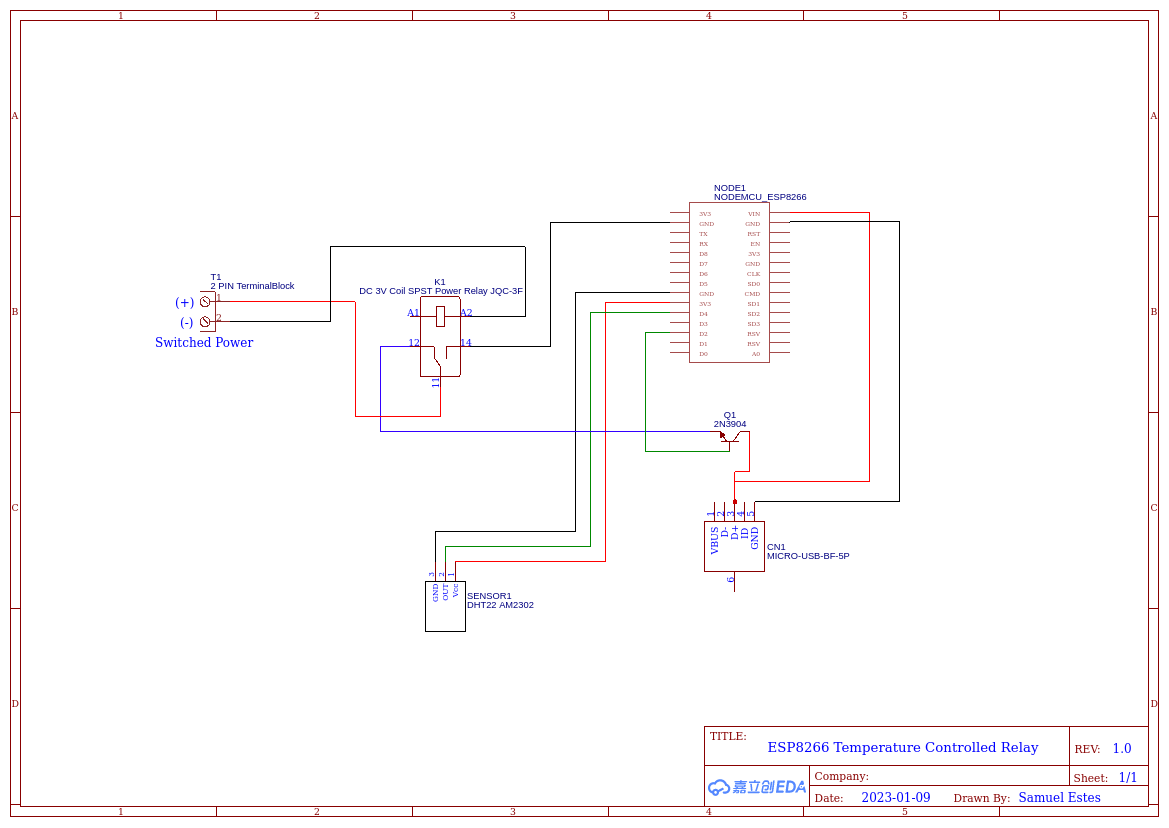 1 2 3 4 5
A A
B B
C C
D D
NODE1
NODEMCU_ESP8266
3V3 VIN
GND GND
TX RST
RX EN
D8 3V3
D7 GND
D6 CLK
D5 SD0
GND CMD
3V3 SD1
D4 SD2
D3 SD3
D2 RSV
D1 RSV
D0 A0
T1
2 PIN TerminalBlock
(+) 1
(-) 2
Switched Power
K1
DC 3V Coil SPST Power Relay JQC-3F
A1 A2
12 14
11
Q1
2N3904
1 2 3 4 5
VBUS D- D+ ID GND
6
CN1
MICRO-USB-BF-5P
3 2 1
GND OUT Vcc
SENSOR1
DHT22 AM2302
TITLE:
ESP8266 Temperature Controlled Relay
REV: 1.0
嘉立创EDA
Company:
Sheet: 1/1
Date: 2023-01-09 Drawn By: Samuel Estes
1 2 3 4 5